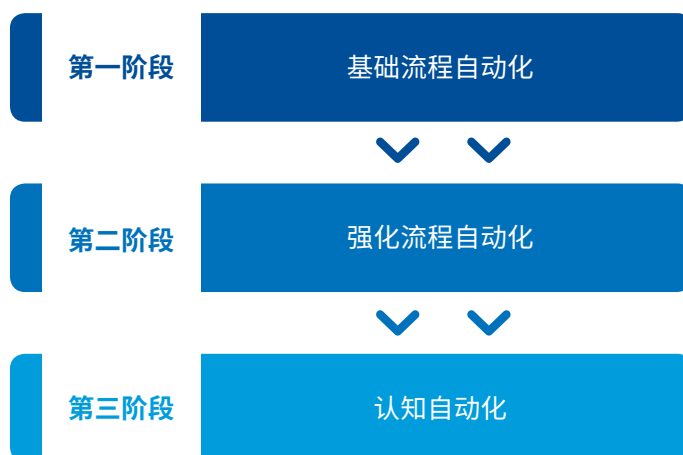 第一阶段
基础流程自动化
第二阶段
强化流程自动化
第三阶段
认知自动化